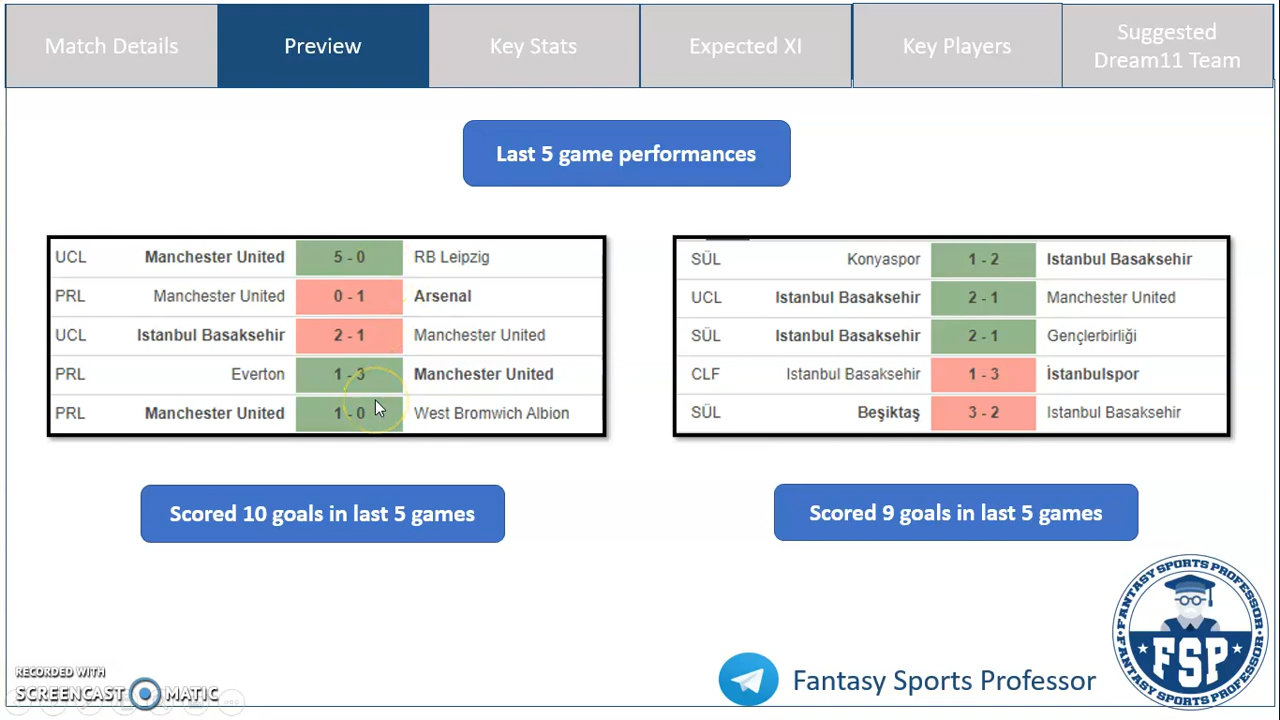 Match Details
Preview
Key Stats
Expected XI
Key Players
Suggested
Dream11 Team
Last 5 game performances
UCL Manchester United 5 - 0 RB Leipzig
PRL Manchester United 0 - 1 Arsenal
UCL Istanbul Basaksehir 2 - 1 Manchester United
PRL Everton 1 - 3 Manchester United
PRL Manchester United 1 - 0 West Bromwich Albion
SÜL Konyaspor 1 - 2 Istanbul Basaksehir
UCL Istanbul Basaksehir 2 - 1 Manchester United
SÜL Istanbul Basaksehir 2 - 1 Gençlerbirliği
CLF Istanbul Basaksehir 1 - 3 İstanbulspor
SÜL Beşiktaş 3 - 2 Istanbul Basaksehir
Scored 10 goals in last 5 games
Scored 9 goals in last 5 games
RECORDED WITH
SCREENCAST MATIC
Fantasy Sports Professor
•FANTASY SPORTS PROFESSOR•
FSP
•FANTASY SPORTS PROFESSOR•